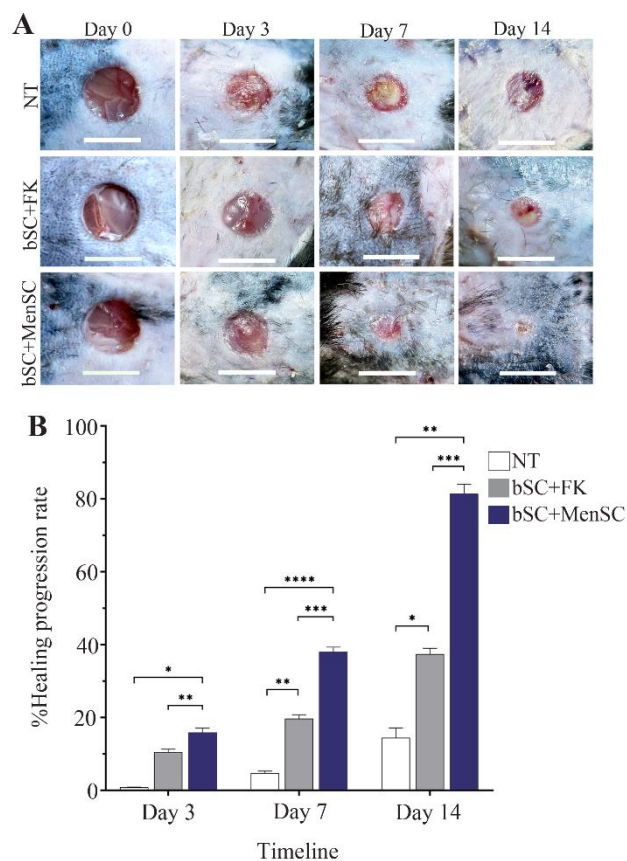 A
Day 0 Day 3 Day 7 Day 14
NT
bSC+FK
bSC+MenSC
B
100
80
60
40
20
0
%Healing progression rate
* ** ** *** **** * *** **
NT
bSC+FK
bSC+MenSC
Day 3 Day 7 Day 14
Timeline